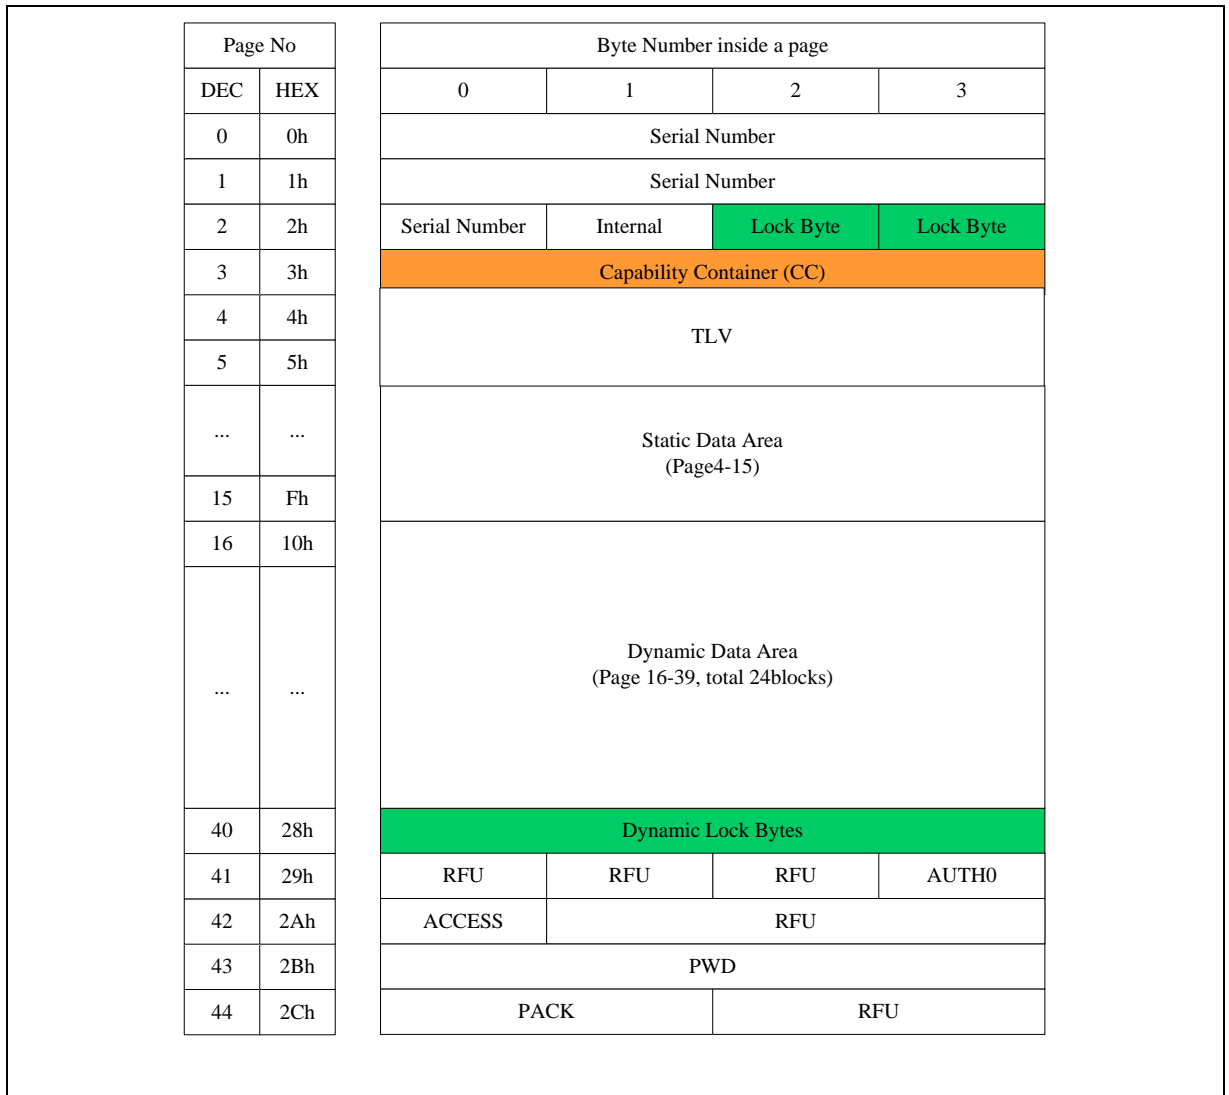 Page No Byte Number inside a page
DEC HEX 0 1 2 3
0 0h Serial Number
1 1h Serial Number
2 2h Serial Number Internal Lock Byte Lock Byte
3 3h Capability Container (CC)
4 4h
TLV
5 5h
... ... Static Data Area
(Page4-15)
15 Fh
16 10h
Dynamic Data Area
(Page 16-39, total 24blocks)
... ...
40 28h Dynamic Lock Bytes
41 29h RFU RFU RFU AUTH0
42 2Ah ACCESS RFU
43 2Bh PWD
44 2Ch PACK RFU